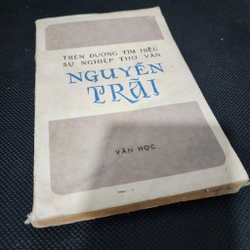 TRÊN ĐƯỜNG TÌM HIỂU
SỰ NGHIỆP THƠ VĂN
NGUYỄN
TRÃI
VĂN HỌC